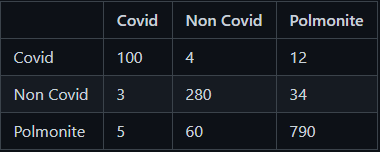 Covid Non Covid Polmonite
Covid 100 4 12
Non Covid 3 280 34
Polmonite 5 60 790